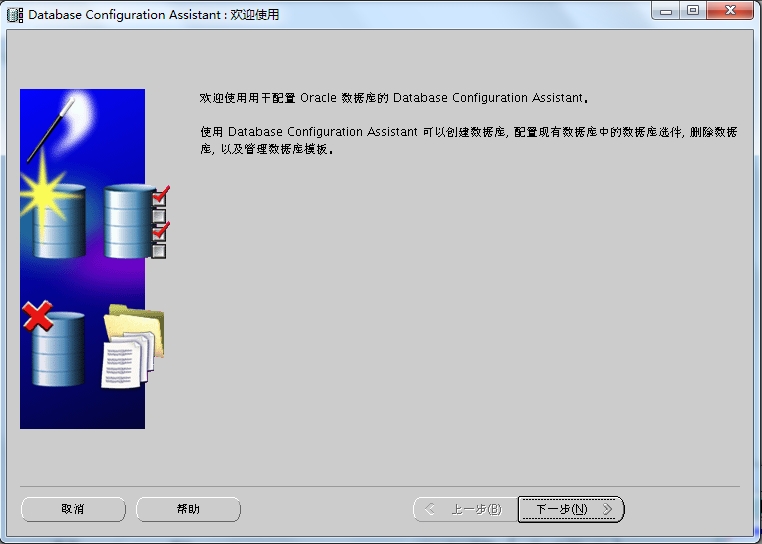 Database Configuration Assistant : 欢迎使用
欢迎使用用于配置 Oracle 数据库的 Database Configuration Assistant。
使用 Database Configuration Assistant 可以创建数据库, 配置现有数据库中的数据库选件, 删除数据
库, 以及管理数据库模板。
取消 帮助 上一步(B) 下一步(N)